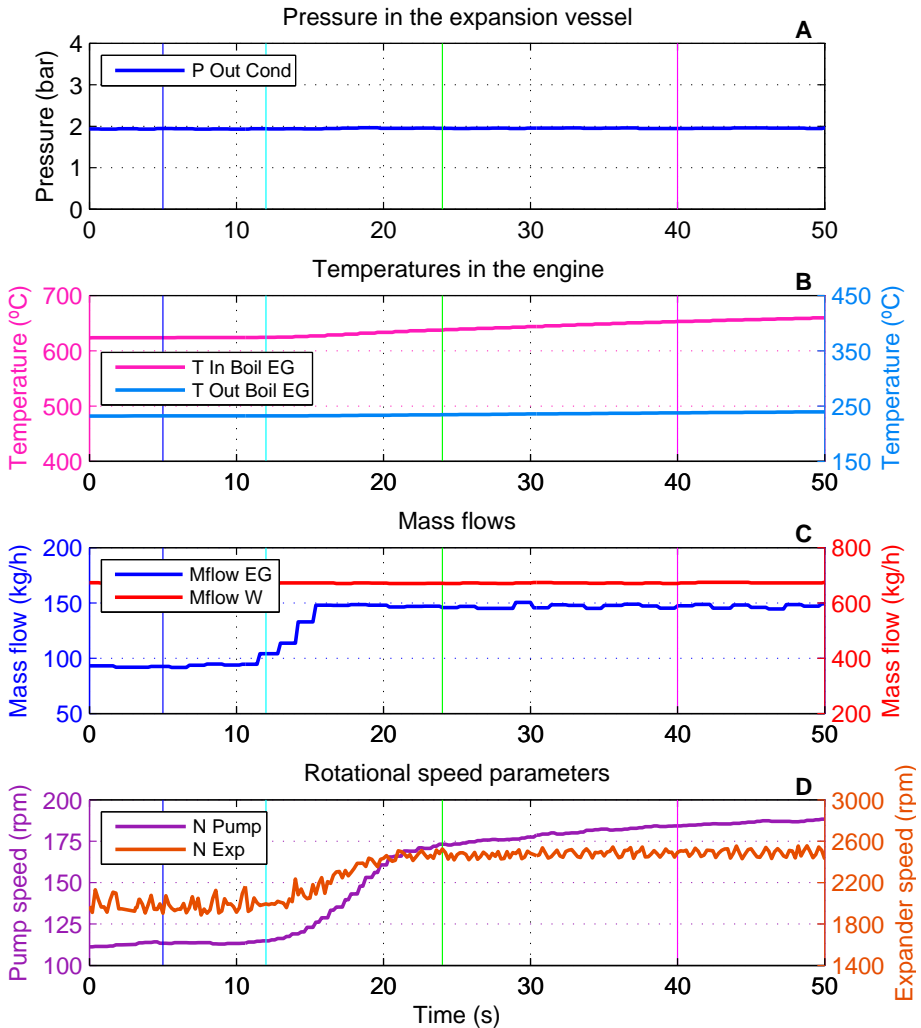 Pressure in the expansion vessel
A
Pressure (bar)
4
3
2
1
0
P Out Cond
0 10 20 30 40 50
Temperatures in the engine
B
Temperature (ºC)
700
600
500
400
T In Boil EG
T Out Boil EG
450
350
250
150
Temperature (ºC)
0 10 20 30 40 50
Mass flows
C
Mass flow (kg/h)
200
150
100
50
Mflow EG
Mflow W
800
600
400
200
Mass flow (kg/h)
0 10 20 30 40 50
Rotational speed parameters
D
Pump speed (rpm)
200
175
150
125
100
N Pump
N Exp
3000
2600
2200
1800
1400
Expander speed (rpm)
0 10 20 30 40 50
Time (s)